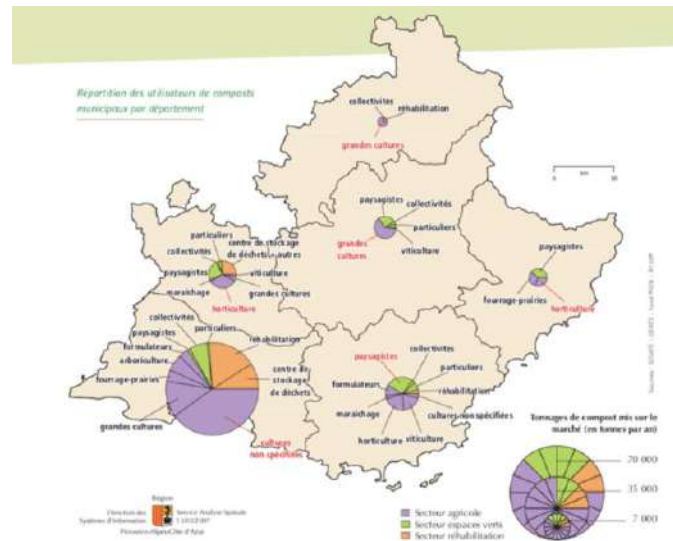 Répartition des utilisateurs de composts
municipaux par département
collectivités
réhabilitation
grandes cultures
km
paysagistes
collectivités
particuliers
viticulture
grandes
cultures
paysagistes
fourrage-prairies
horticulture
particuliers
centre de stockage
de déchets+autres
collectivités
paysagistes
viticulture
maraichage
grandes cultures
horticulture
collectivités
particuliers
paysagistes
réhabilitation
formulateurs
arboriculture
centre de
stockage
de déchets
fourrage-prairies
grandes cultures
cultures
non spécifiées
paysagistes
collectivités
particuliers
formulateurs
réhabilitation
maraichage
cultures non spécifiées
horticulture
viticulture
Tonnages de compost mis sur le
marché (en tonnes par an)
70 000
35 000
7 000
Secteur agricole
Secteur espaces verts
Secteur réhabilitation
Région
Direction des
Systèmes d'Information
Service Analyse Spatiale